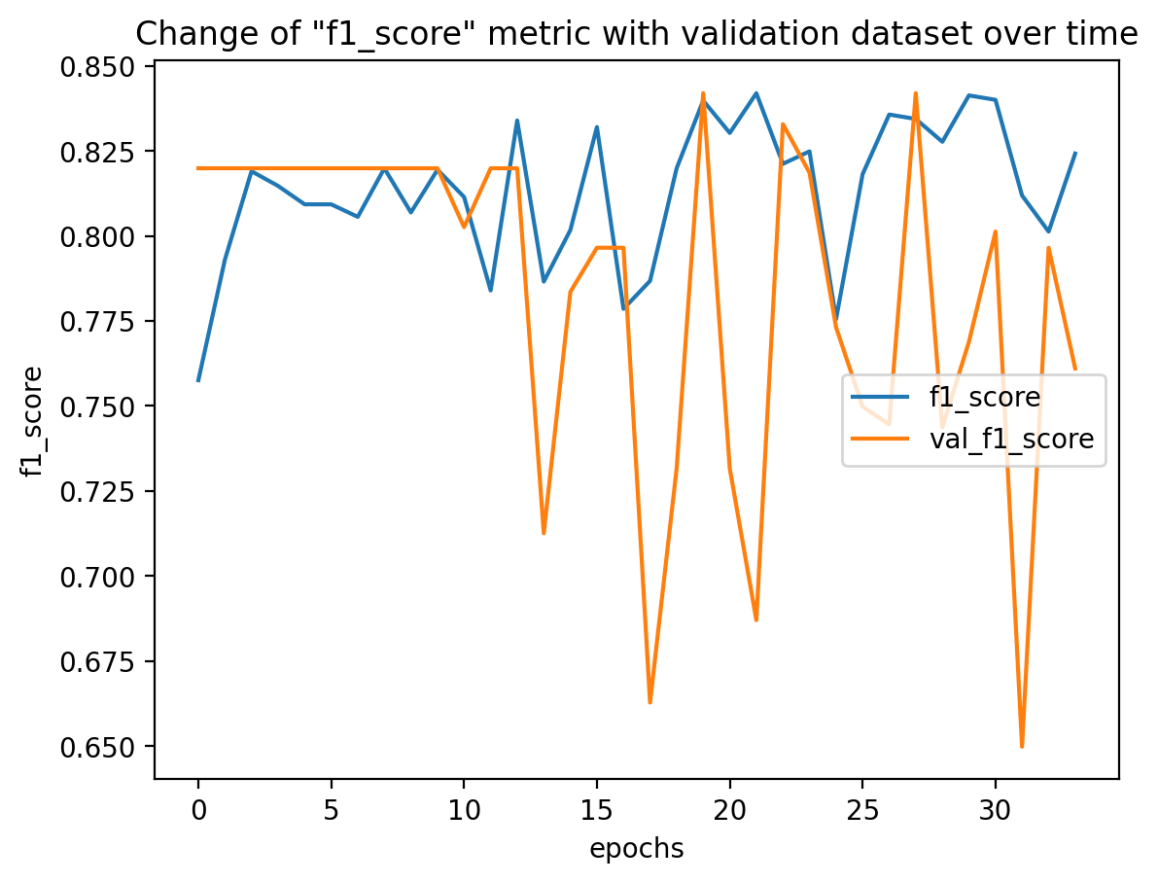 Change of "f1_score" metric with validation dataset over time
0.850
0.825
0.800
0.775
0.750
0.725
0.700
0.675
0.650
f1_score
f1_score
val_f1_score
0 5 10 15 20 25 30
epochs